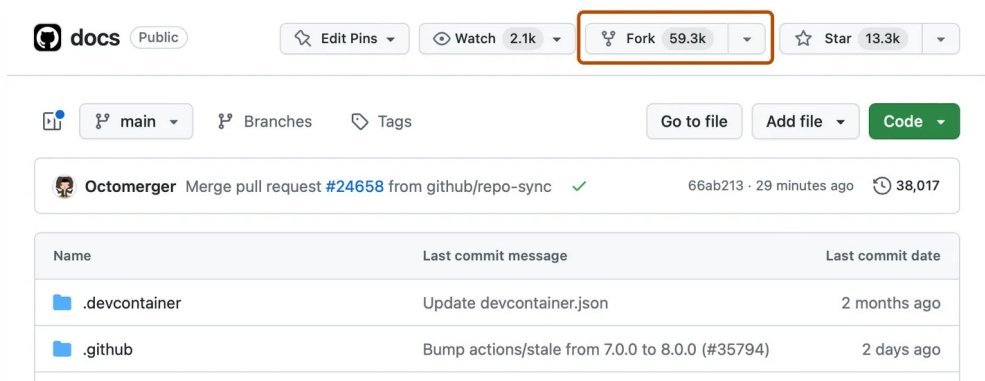 docs Public Edit Pins Watch 2.1k Fork 59.3k Star 13.3k
main Branches Tags Go to file Add file Code
Octomerger Merge pull request #24658 from github/repo-sync 66ab213 · 29 minutes ago 38,017
Name Last commit message Last commit date
.devcontainer Update devcontainer.json 2 months ago
.github Bump actions/stale from 7.0.0 to 8.0.0 (#35794) 2 days ago